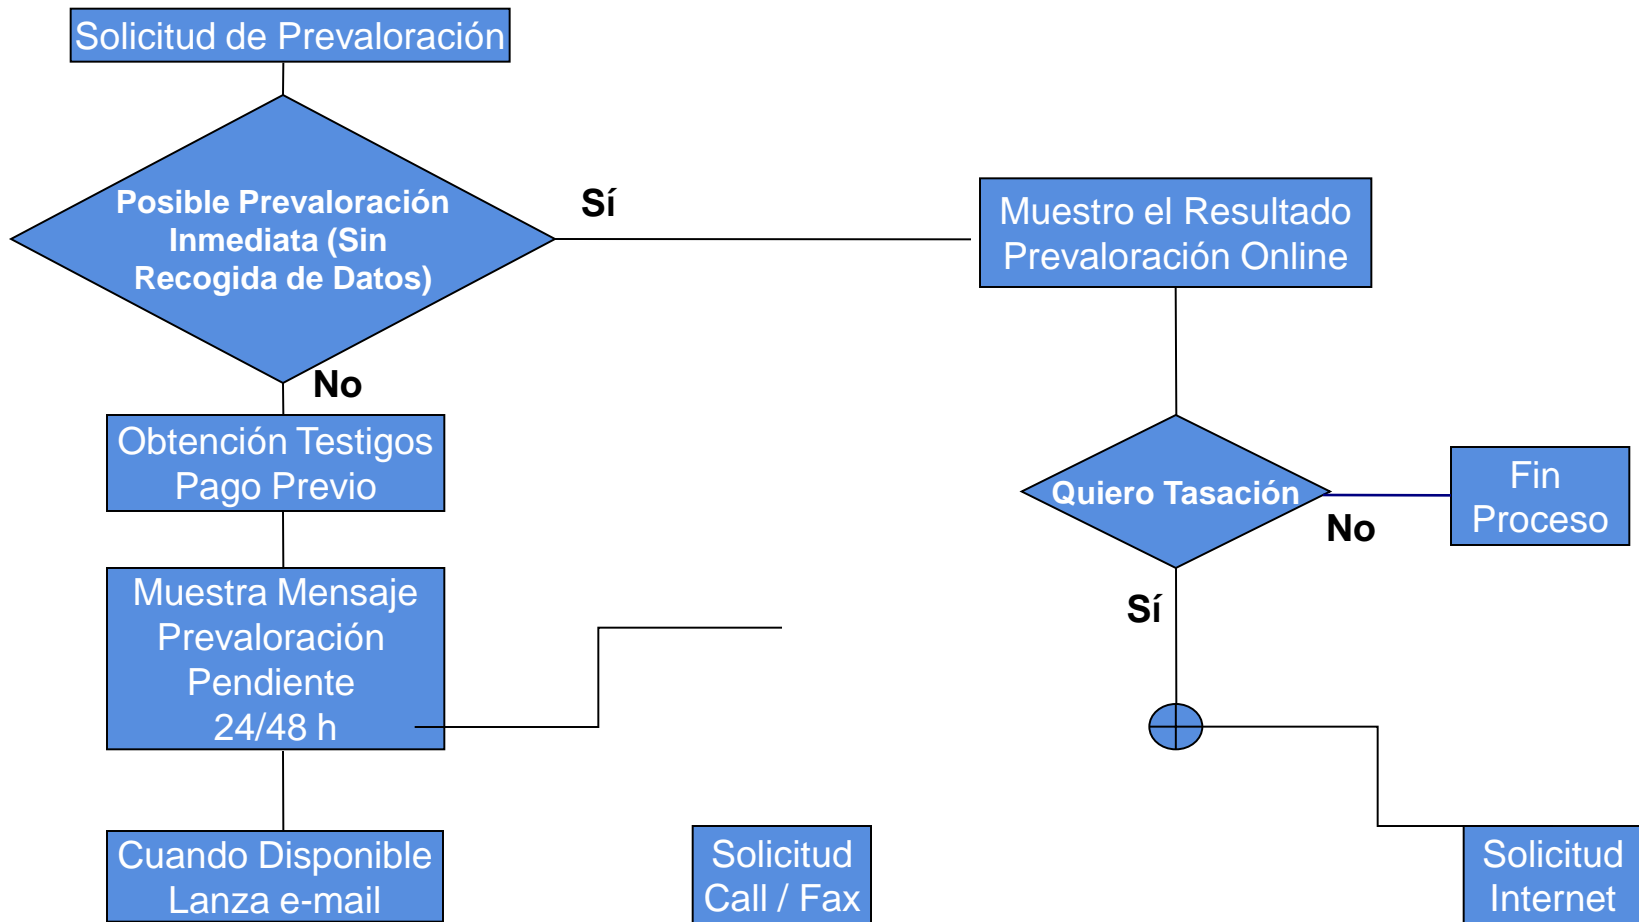 Solicitud de Prevaloración
Posible Prevaloración
Inmediata (Sin
Recogida de Datos)
Sí
Muestro el Resultado
Prevaloración Online
No
Obtención Testigos
Pago Previo
Quiero Tasación
No
Fin
Proceso
Muestra Mensaje
Prevaloración
Pendiente
24/48 h
Sí
Cuando Disponible
Lanza e-mail
Solicitud
Call / Fax
Solicitud
Internet